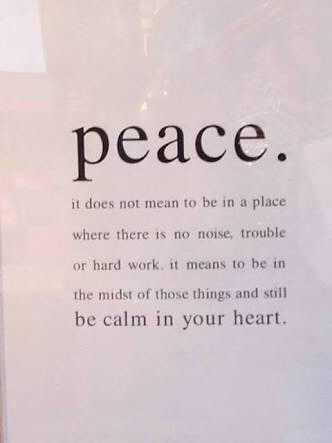 peace.
it does not mean to be in a place
where there is no noise, trouble
or hard work. it means to be in
the midst of those things and still
be calm in your heart.